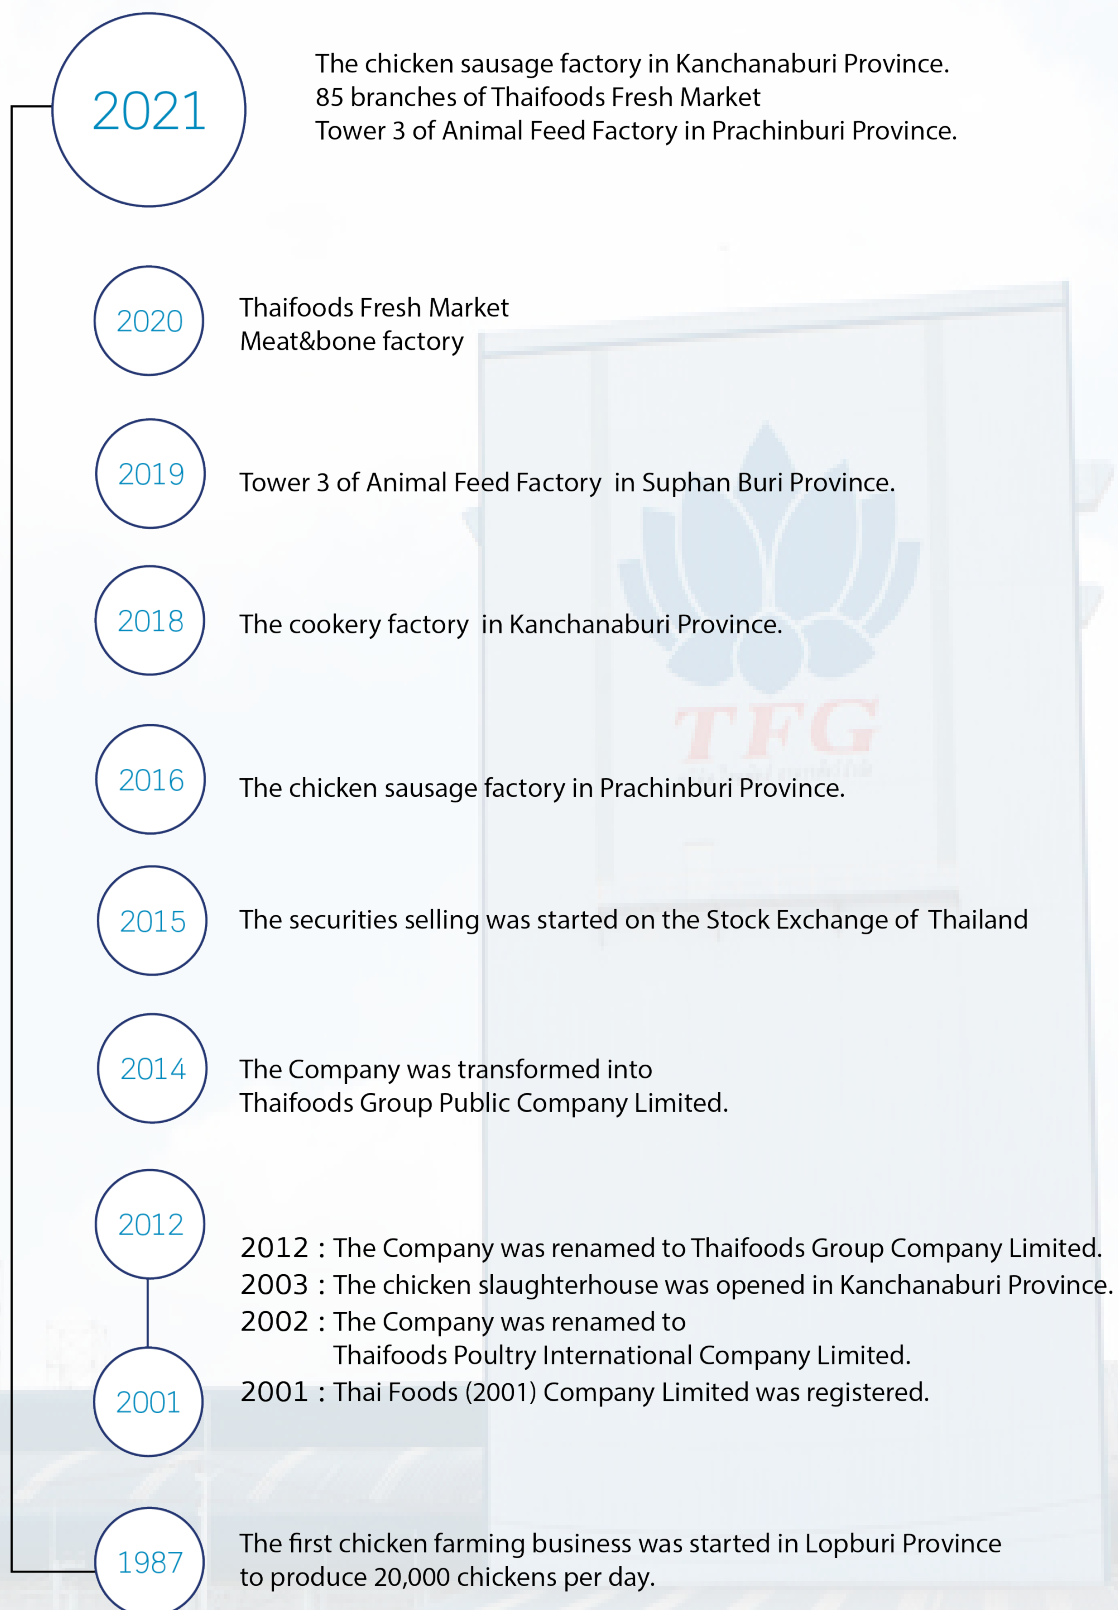 2021
The chicken sausage factory in Kanchanaburi Province.
85 branches of Thaifoods Fresh Market
Tower 3 of Animal Feed Factory in Prachinburi Province.
2020
Thaifoods Fresh Market
Meat&bone factory
2019
Tower 3 of Animal Feed Factory in Suphan Buri Province.
2018
The cookery factory in Kanchanaburi Province.
TFG
2016
The chicken sausage factory in Prachinburi Province.
2015
The securities selling was started on the Stock Exchange of Thailand
2014
The Company was transformed into
Thaifoods Group Public Company Limited.
2012
2012 : The Company was renamed to Thaifoods Group Company Limited.
2003 : The chicken slaughterhouse was opened in Kanchanaburi Province.
2002 : The Company was renamed to
Thaifoods Poultry International Company Limited.
2001 : Thai Foods (2001) Company Limited was registered.
2001
1987
The first chicken farming business was started in Lopburi Province
to produce 20,000 chickens per day.